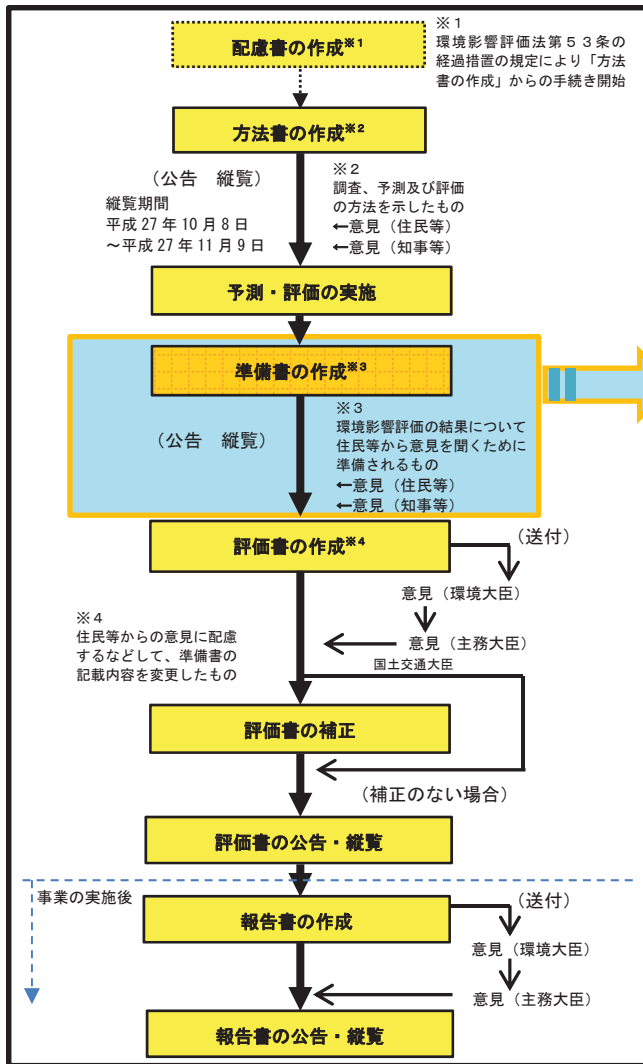 配慮書の作成※1
※1
環境影響評価法第53条の
経過措置の規定により「方法
書の作成」からの手続き開始
方法書の作成※2
(公告 縦覧)
縦覧期間
平成27年10月8日
～平成27年11月9日
※2
調査、予測及び評価
の方法を示したもの
←意見(住民等)
←意見(知事等)
予測・評価の実施
準備書の作成※3
(公告 縦覧)
※3
環境影響評価の結果について
住民等から意見を聞くために
準備されるもの
←意見(住民等)
←意見(知事等)
評価書の作成※4
(送付)
意見(環境大臣)
意見(主務大臣)
国土交通大臣
※4
住民等からの意見に配慮
するなどして、準備書の
記載内容を変更したもの
評価書の補正
(補正のない場合)
評価書の公告・縦覧
事業の実施後
報告書の作成
(送付)
意見(環境大臣)
意見(主務大臣)
報告書の公告・縦覧